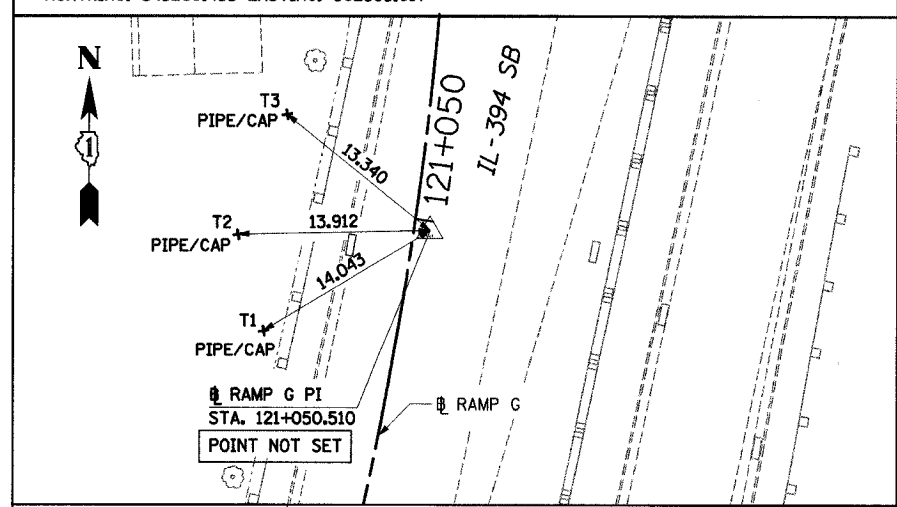 N
1
T3
PIPE/CAP
13.340
121+050
IL-394 SB
T2
PIPE/CAP
13.912
14.043
T1
PIPE/CAP
RAMP G PI
STA. 121+050.510
POINT NOT SET
RAMP G